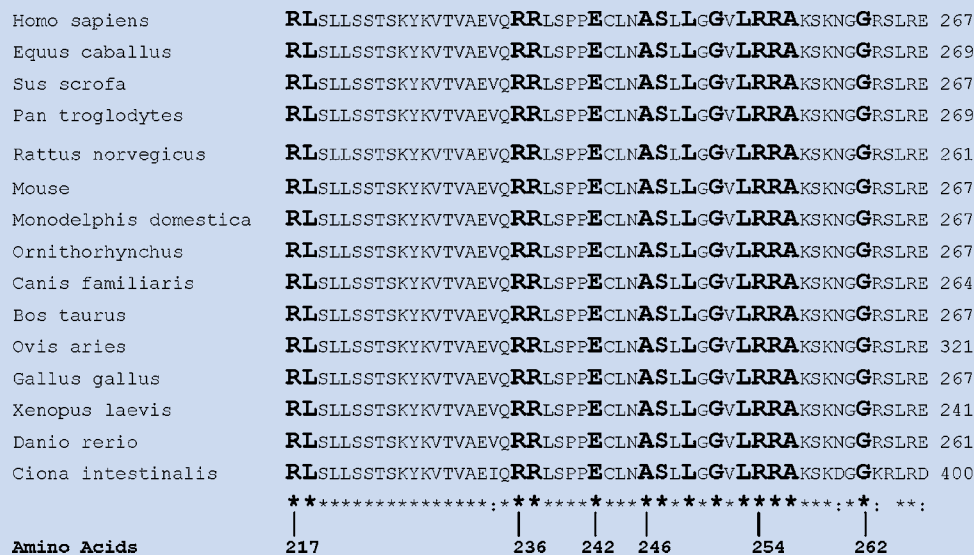 Homo sapiens RLSLLSSTSKYKVTVAEVQRRLSPPECLNASLLGGVLRRAKSKNGGRSLRE 267
Equus caballus RLSLLSSTSKYKVTVAEVQRRLSPPECLNASLLGGVLRRAKSKNGGRSLRE 269
Sus scrofa RLSLLSSTSKYKVTVAEVQRRLSPPECLNASLLGGVLRRAKSKNGGRSLRE 267
Pan troglodytes RLSLLSSTSKYKVTVAEVQRRLSPPECLNASLLGGVLRRAKSKNGGRSLRE 269
Rattus norvegicus RLSLLSSTSKYKVTVAEVQRRLSPPECLNASLLGGVLRRAKSKNGGRSLRE 261
Mouse RLSLLSSTSKYKVTVAEVQRRLSPPECLNASLLGGVLRRAKSKNGGRSLRE 267
Monodelphis domestica RLSLLSSTSKYKVTVAEVQRRLSPPECLNASLLGGVLRRAKSKNGGRSLRE 267
Ornithorhynchus RLSLLSSTSKYKVTVAEVQRRLSPPECLNASLLGGVLRRAKSKNGGRSLRE 267
Canis familiaris RLSLLSSTSKYKVTVAEVQRRLSPPECLNASLLGGVLRRAKSKNGGRSLRE 264
Bos taurus RLSLLSSTSKYKVTVAEVQRRLSPPECLNASLLGGVLRRAKSKNGGRSLRE 267
Ovis aries RLSLLSSTSKYKVTVAEVQRRLSPPECLNASLLGGVLRRAKSKNGGRSLRE 321
Gallus gallus RLSLLSSTSKYKVTVAEVQRRLSPPECLNASLLGGVLRRAKSKNGGRSLRE 267
Xenopus laevis RLSLLSSTSKYKVTVAEVQRRLSPPECLNASLLGGVLRRAKSKNGGRSLRE 241
Danio rerio RLSLLSSTSKYKVTVAEVQRRLSPPECLNASLLGGVLRRAKSKNGGRSLRE 261
Ciona intestinalis RLSLLSSTSKYKVTVAEIQRRLSPPECLNASLLGGVLRRAKSKDGGKRLRD 400
*****************:*************************:**: **:
Amino Acids 217 236 242 246 254 262